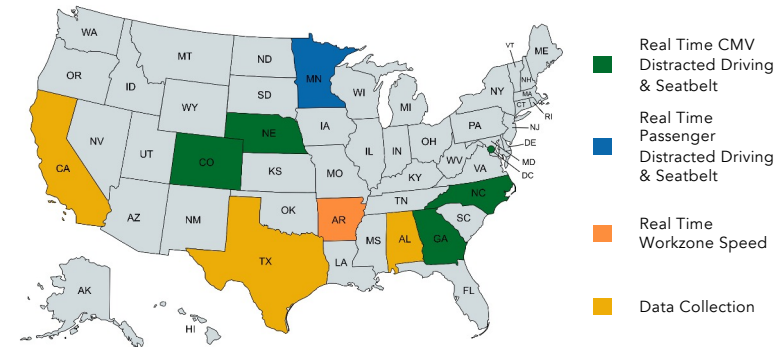 WA
MT
ND
MN
OR
ID
SD
WI
MI
WY
NE
IA
NV
UT
CO
CA
KS
MO
IL
IN
OH
KY
WV
VA
PA
NY
VT
NH
ME
MA
CT
RI
NJ
DE
MD
DC
AZ
NM
OK
AR
TN
NC
SC
MS
AL
GA
TX
LA
FL
AK
HI
Real Time CMV
Distracted Driving
& Seatbelt
Real Time
Passenger
Distracted Driving
& Seatbelt
Real Time
Workzone Speed
Data Collection